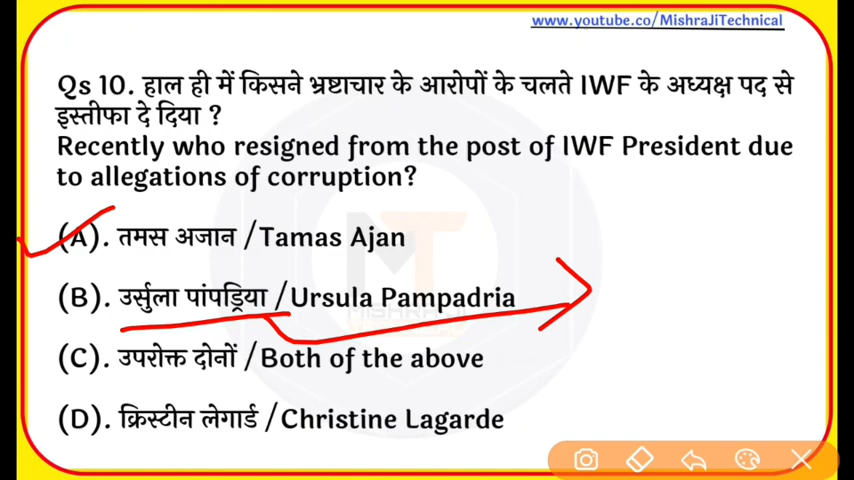 www.youtube.co/MishraJiTechnical
Qs 10. हाल ही में किसने भ्रष्टाचार के आरोपों के चलते IWF के अध्यक्ष पद से
इस्तीफा दे दिया ?
Recently who resigned from the post of IWF President due
to allegations of corruption?
(A). तमस अजान /Tamas Ajan
(B). उर्सुला पांपड्रिया /Ursula Pampadria
(C). उपरोक्त दोनों /Both of the above
(D). क्रिस्टीन लेगार्ड /Christine Lagarde